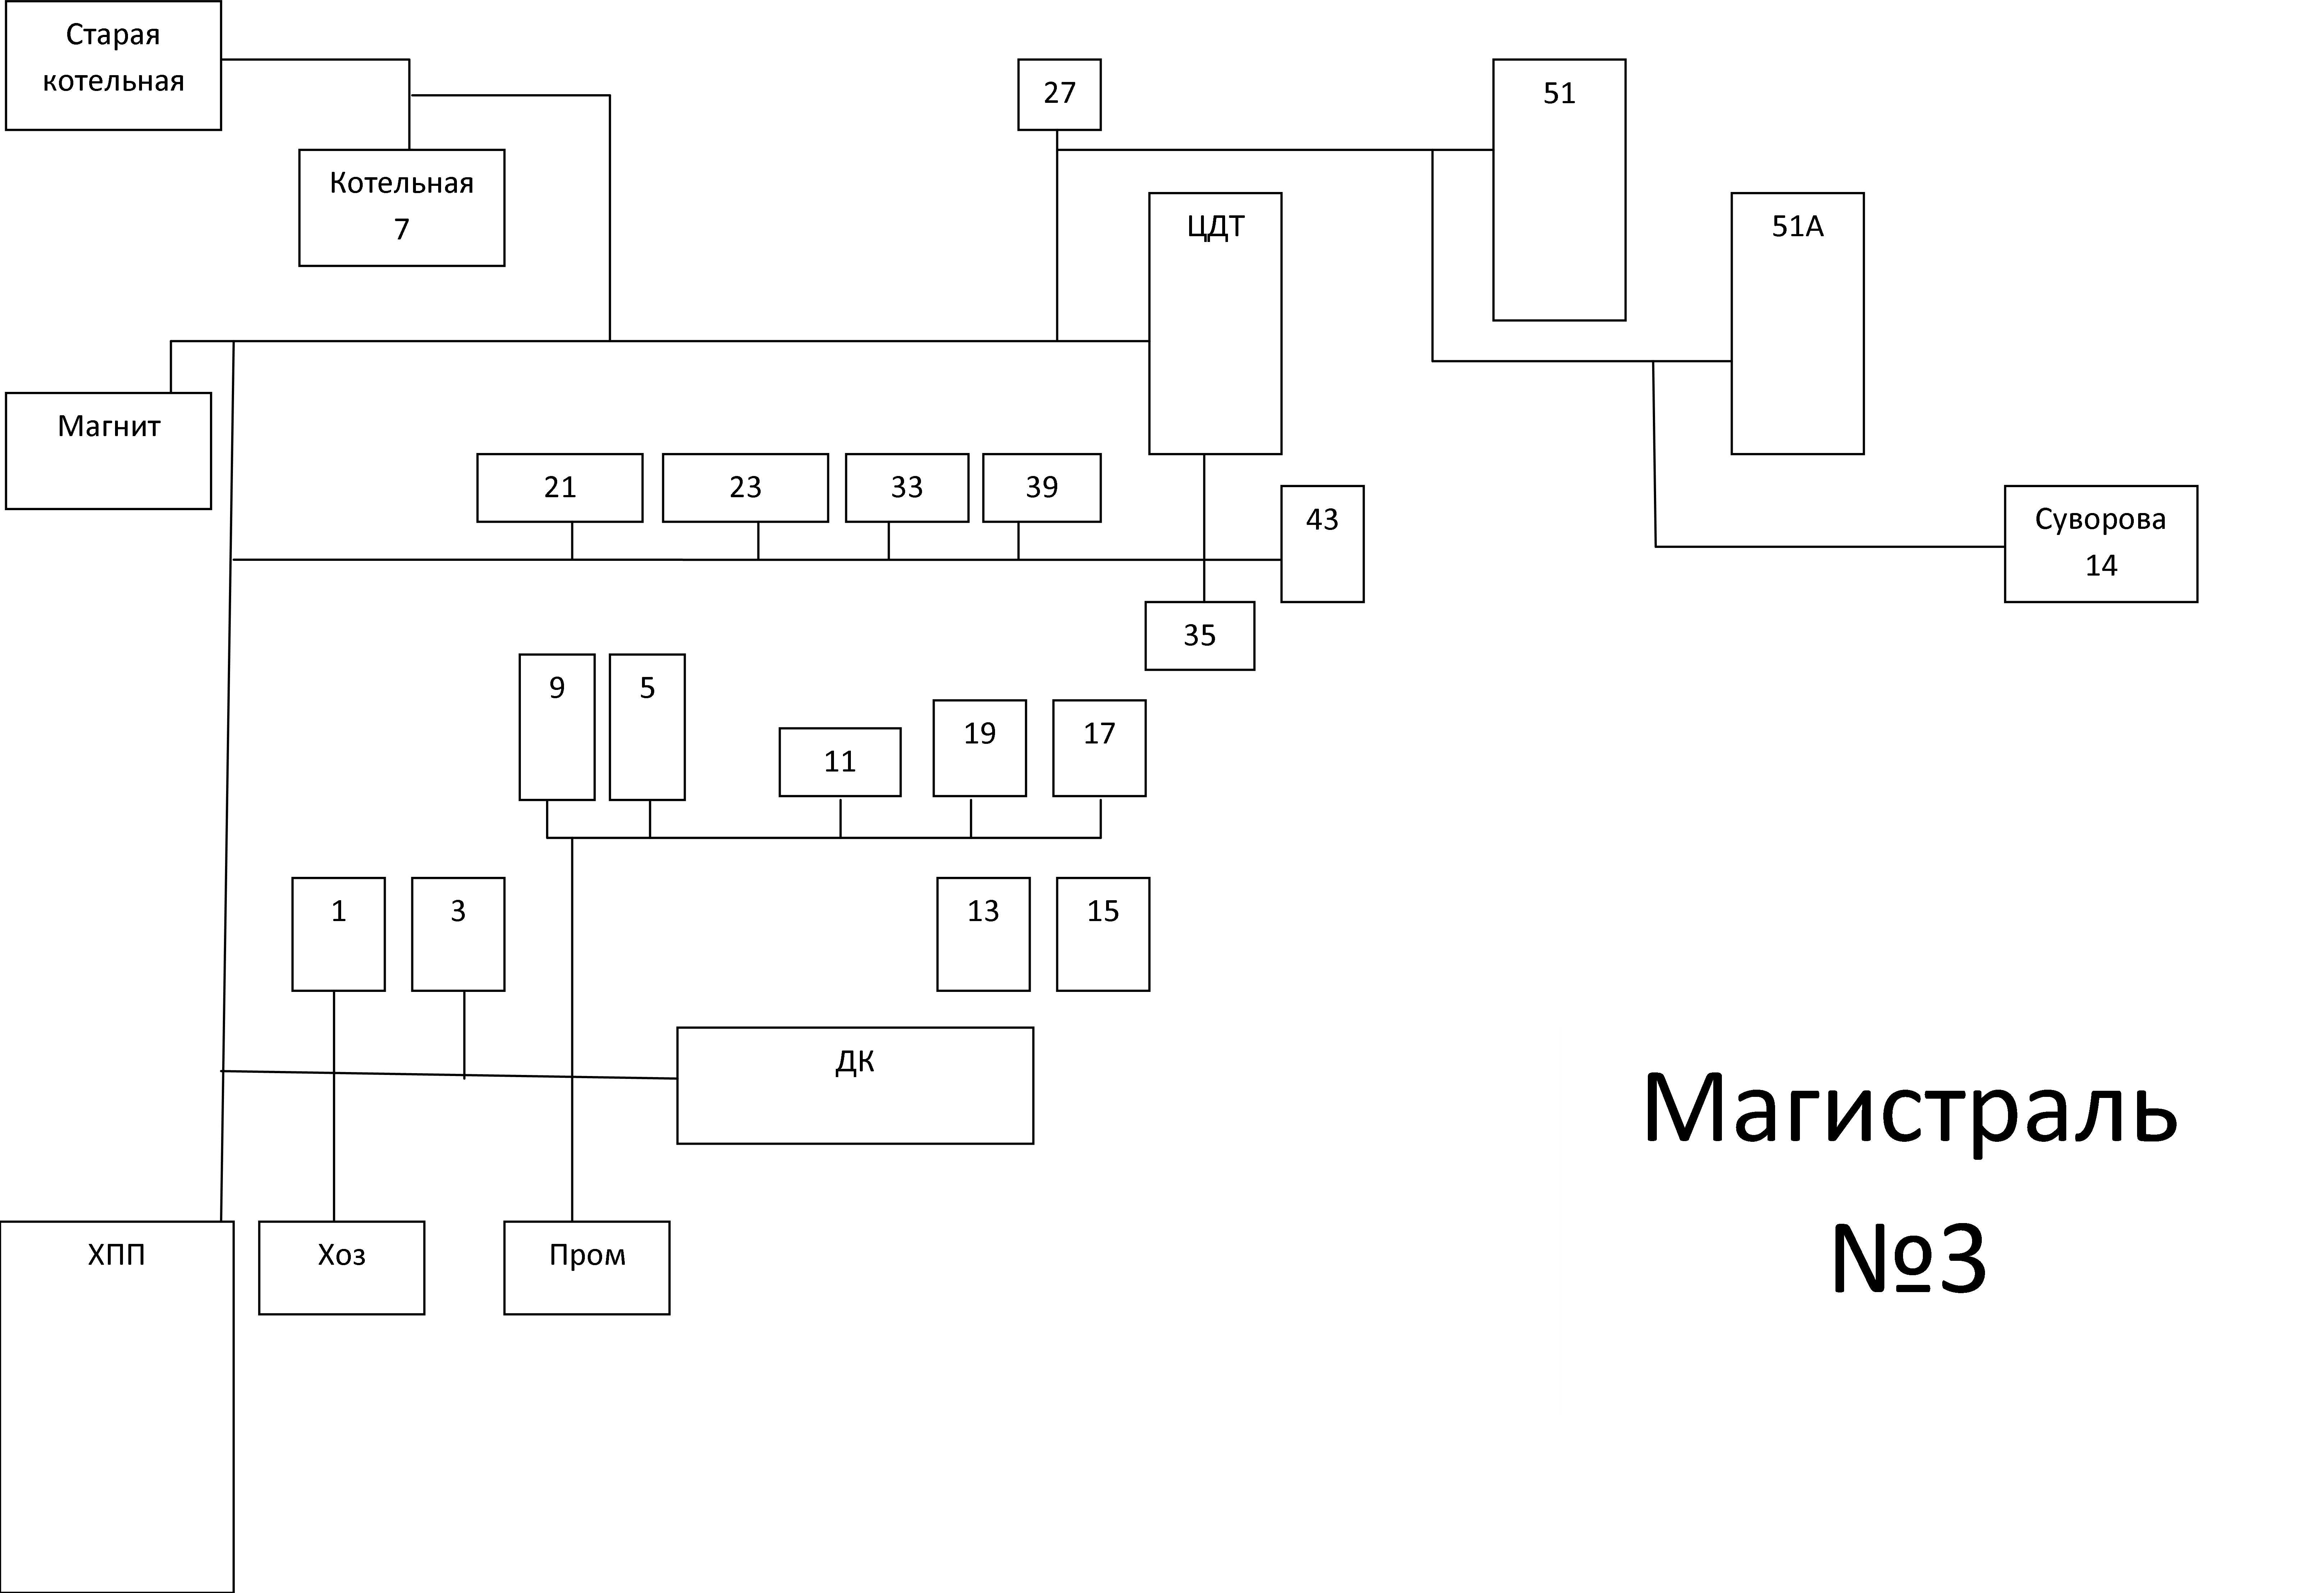 Старая
котельная
27
51
Котельная
7
ЦДТ
51А
Магнит
21
23
33
39
43
Суворова
14
35
9
5
11
19
17
1
3
13
15
ДК
Магистраль
№3
ХПП
Хоз
Пром